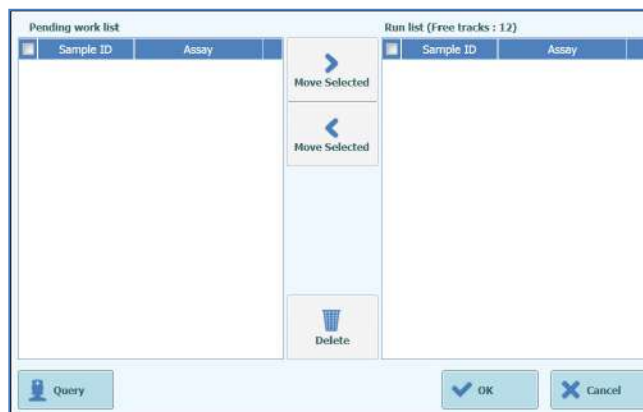 Pending work list
Run list (Free tracks : 12)
Sample ID Assay
Sample ID Assay
Move Selected
Move Selected
Delete
Query
OK
Cancel